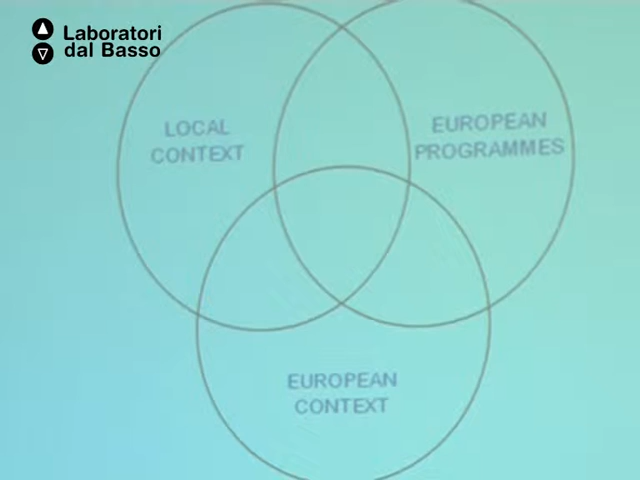 Laboratori
dal Basso
LOCAL
CONTEXT
EUROPEAN
PROGRAMMES
EUROPEAN
CONTEXT